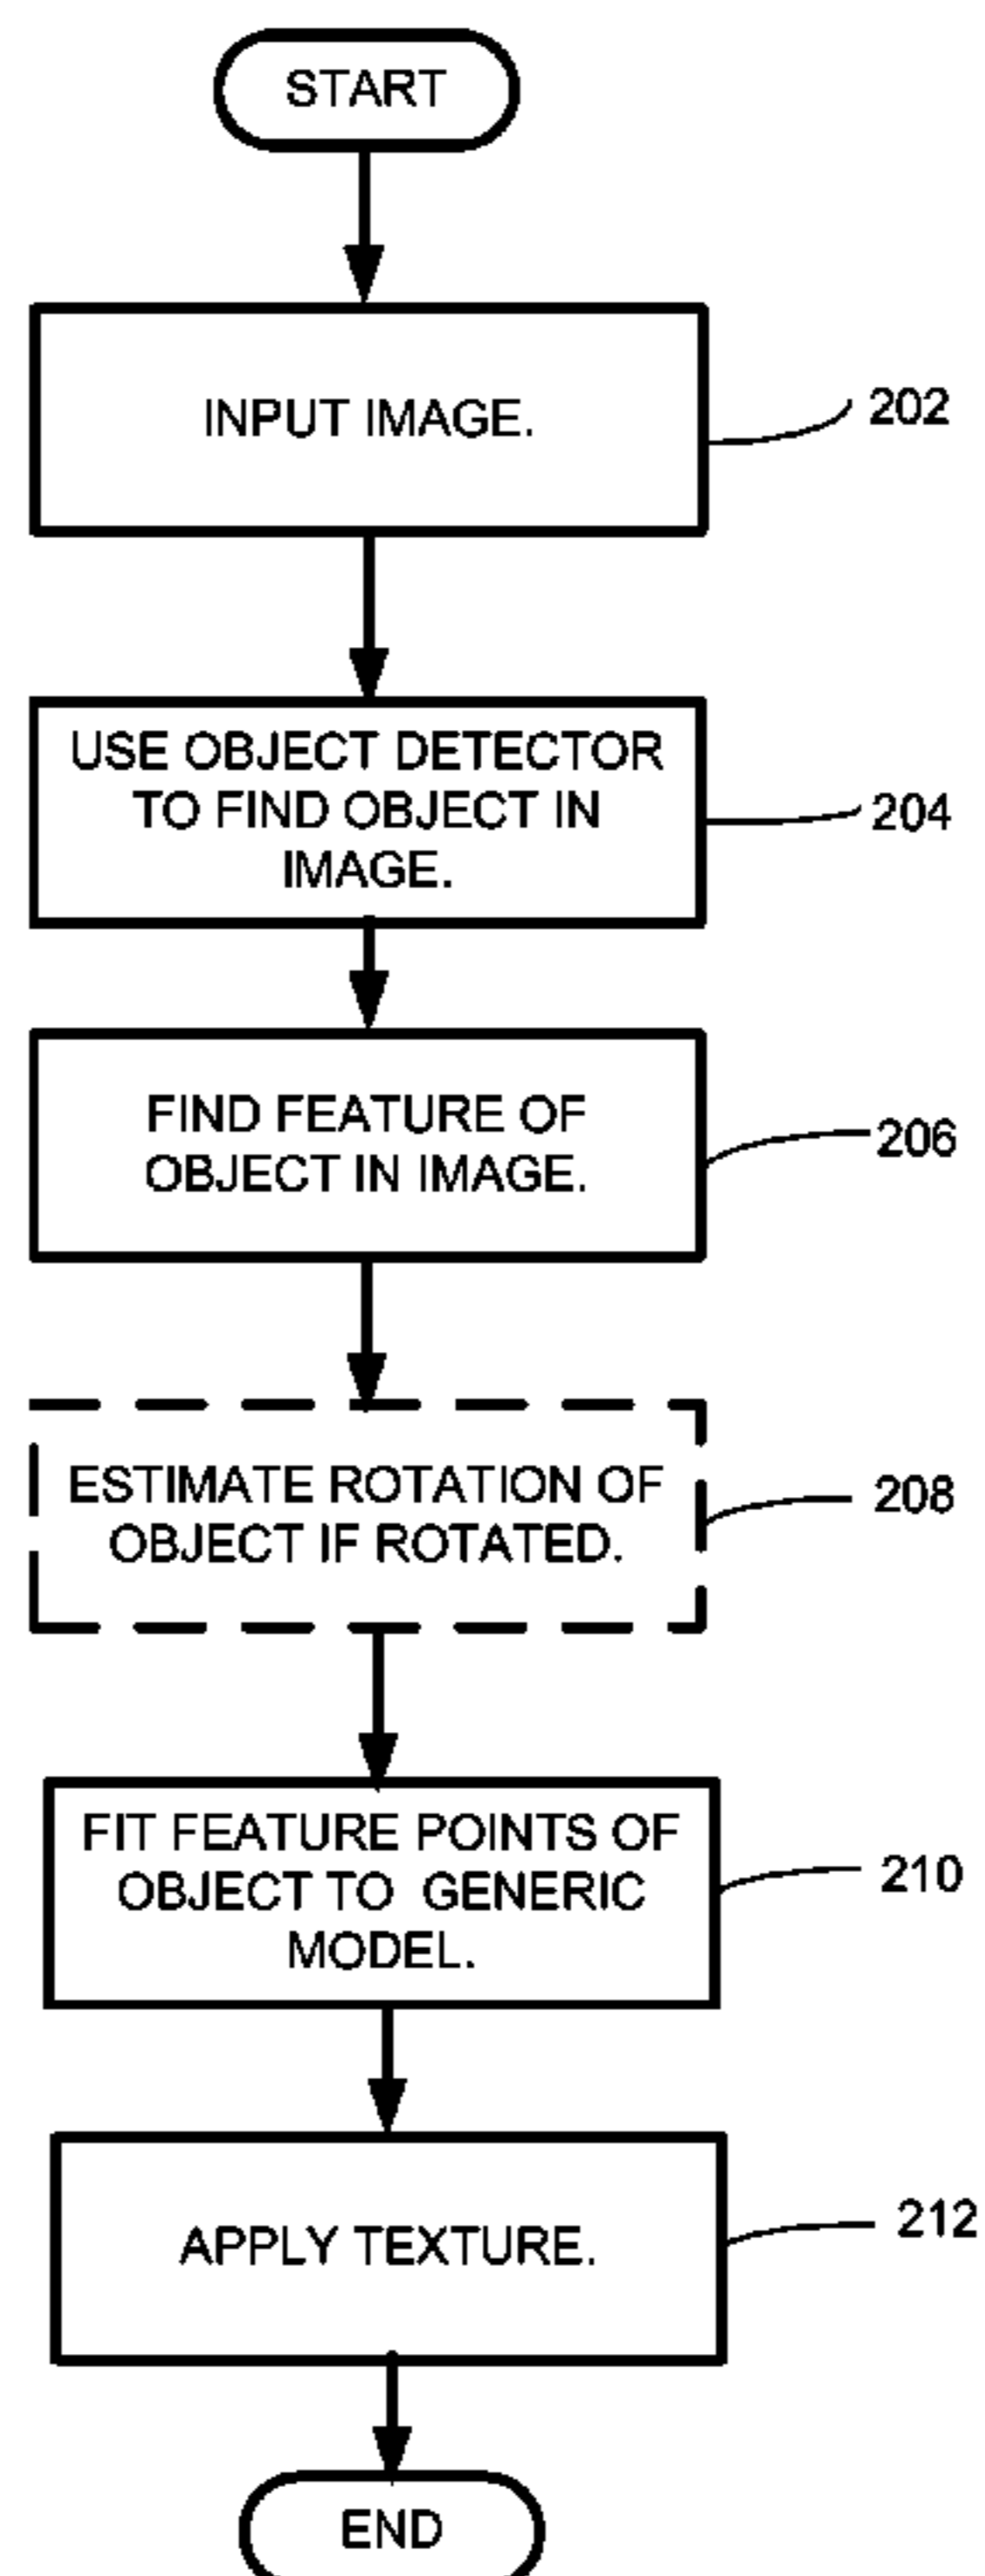 START
INPUT IMAGE.
202
USE OBJECT DETECTOR
TO FIND OBJECT IN
IMAGE.
204
FIND FEATURE OF
OBJECT IN IMAGE.
206
ESTIMATE ROTATION OF
OBJECT IF ROTATED.
208
FIT FEATURE POINTS OF
OBJECT TO GENERIC
MODEL.
210
APPLY TEXTURE.
212
END